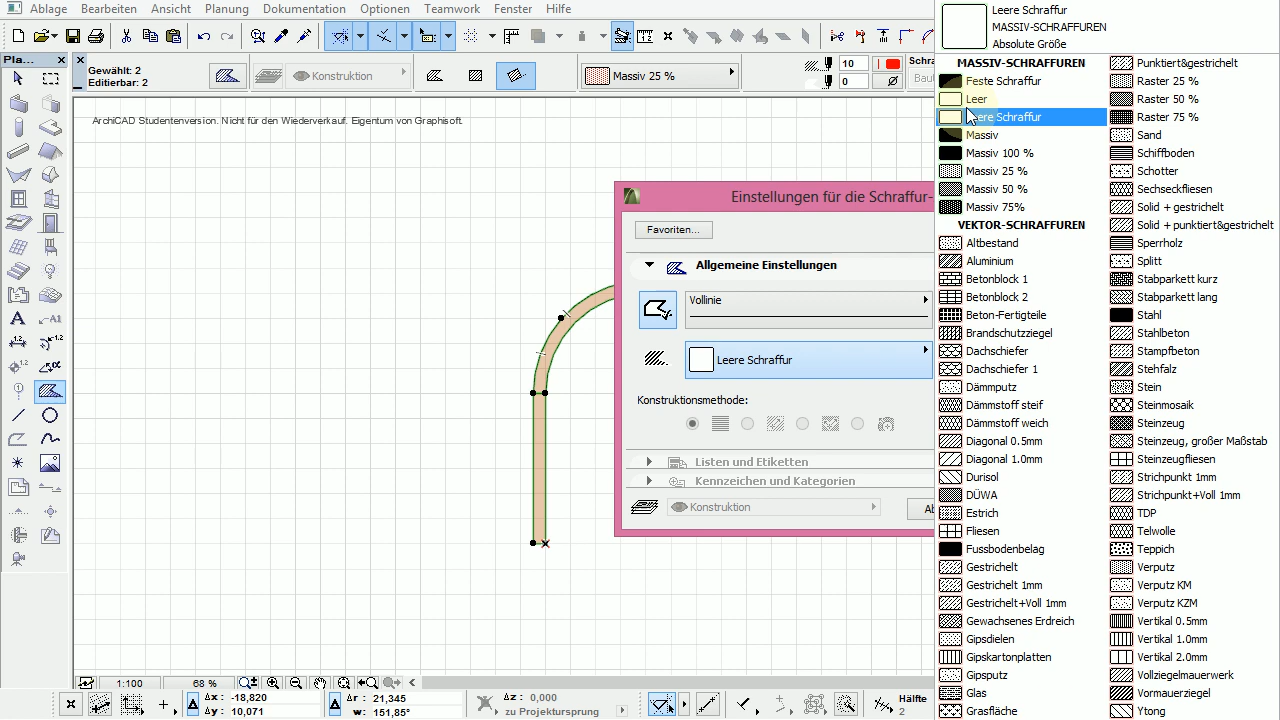 Ablage Bearbeiten Ansicht Planung Dokumentation Optionen Teamwork Fenster Hilfe
Pla...
Gewählt: 2
Editierbar: 2
Konstruktion
Massiv 25 %
10
0
Schra
Bau
ArchiCAD Studentenversion. Nicht für den Wiederverkauf. Eigentum von Graphisoft.
A1
1.2
1.2
Einstellungen für die Schraffur-
Favoriten...
Allgemeine Einstellungen
Vollinie
Leere Schraffur
Konstruktionsmethode:
Listen und Etiketten
Kennzeichen und Kategorien
Konstruktion
Ab
Leere Schraffur
MASSIV-SCHRAFFUREN
Absolute Größe
MASSIV-SCHRAFFUREN
Feste Schraffur
Leer
Leere Schraffur
Massiv
Massiv 100 %
Massiv 25 %
Massiv 50 %
Massiv 75%
VEKTOR-SCHRAFFUREN
Altbestand
Aluminium
Betonblock 1
Betonblock 2
Beton-Fertigteile
Brandschutzziegel
Dachschiefer
Dachschiefer 1
Dämmputz
Dämmstoff steif
Dämmstoff weich
Diagonal 0.5mm
Diagonal 1.0mm
Durisol
DÜWA
Estrich
Fliesen
Fussbodenbelag
Gestrichelt
Gestrichelt 1mm
Gestrichelt+Voll 1mm
Gewachsenes Erdreich
Gipsdielen
Gipskartonplatten
Gipsputz
Glas
Grasfläche
Punktiert&gestrichelt
Raster 25 %
Raster 50 %
Raster 75 %
Sand
Schiffboden
Schotter
Sechseckfliesen
Solid + gestrichelt
Solid + punktiert&gestrichelt
Sperrholz
Splitt
Stabparkett kurz
Stabparkett lang
Stahl
Stahlbeton
Stampfbeton
Stehfalz
Stein
Steinmosaik
Steinzeug
Steinzeug, großer Maßstab
Steinzeugfliesen
Strichpunkt 1mm
Strichpunkt+Voll 1mm
TDP
Telwolle
Teppich
Verputz
Verputz KM
Verputz KZM
Vertikal 0.5mm
Vertikal 1.0mm
Vertikal 2.0mm
Vollziegelmauerwerk
Vormauerziegel
Ytong
1:100
68 %
Δx: -18,820
Δy: 10,071
Δr: 21,345
w: 151,85°
Δz: 0,000
zu Projektursprung
Hälfte
2